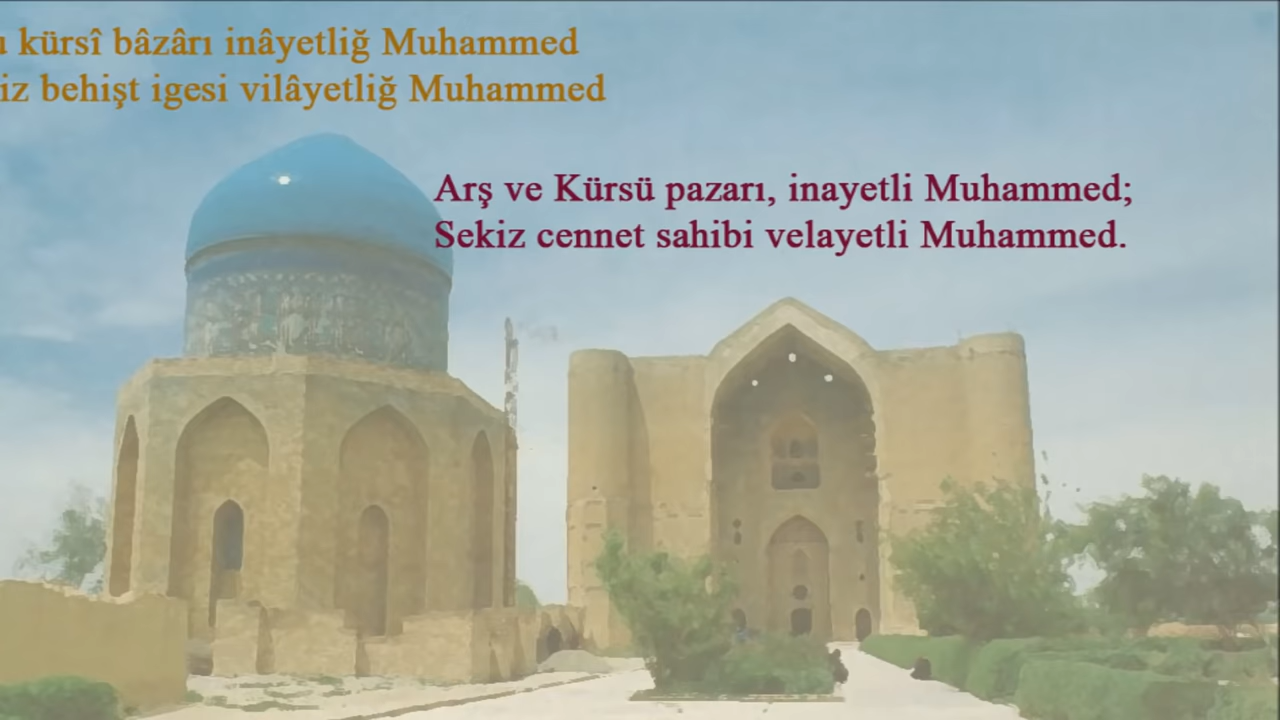 kürsî bâzârı inâyetliğ Muhammed
behişt igesi vilâyetliğ Muhammed
Arş ve Kürsü pazarı, inayetli Muhammed;
Sekiz cennet sahibi velayetli Muhammed.